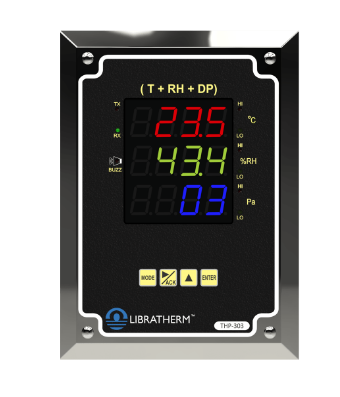 ( T + RH + DP)
TX HI
23.5 °C
RX LO
HI
43.4 %RH
BUZZ LO
HI
03 Pa
LO
MODE ACK ENTER
LIBRATHERM™ THP-303